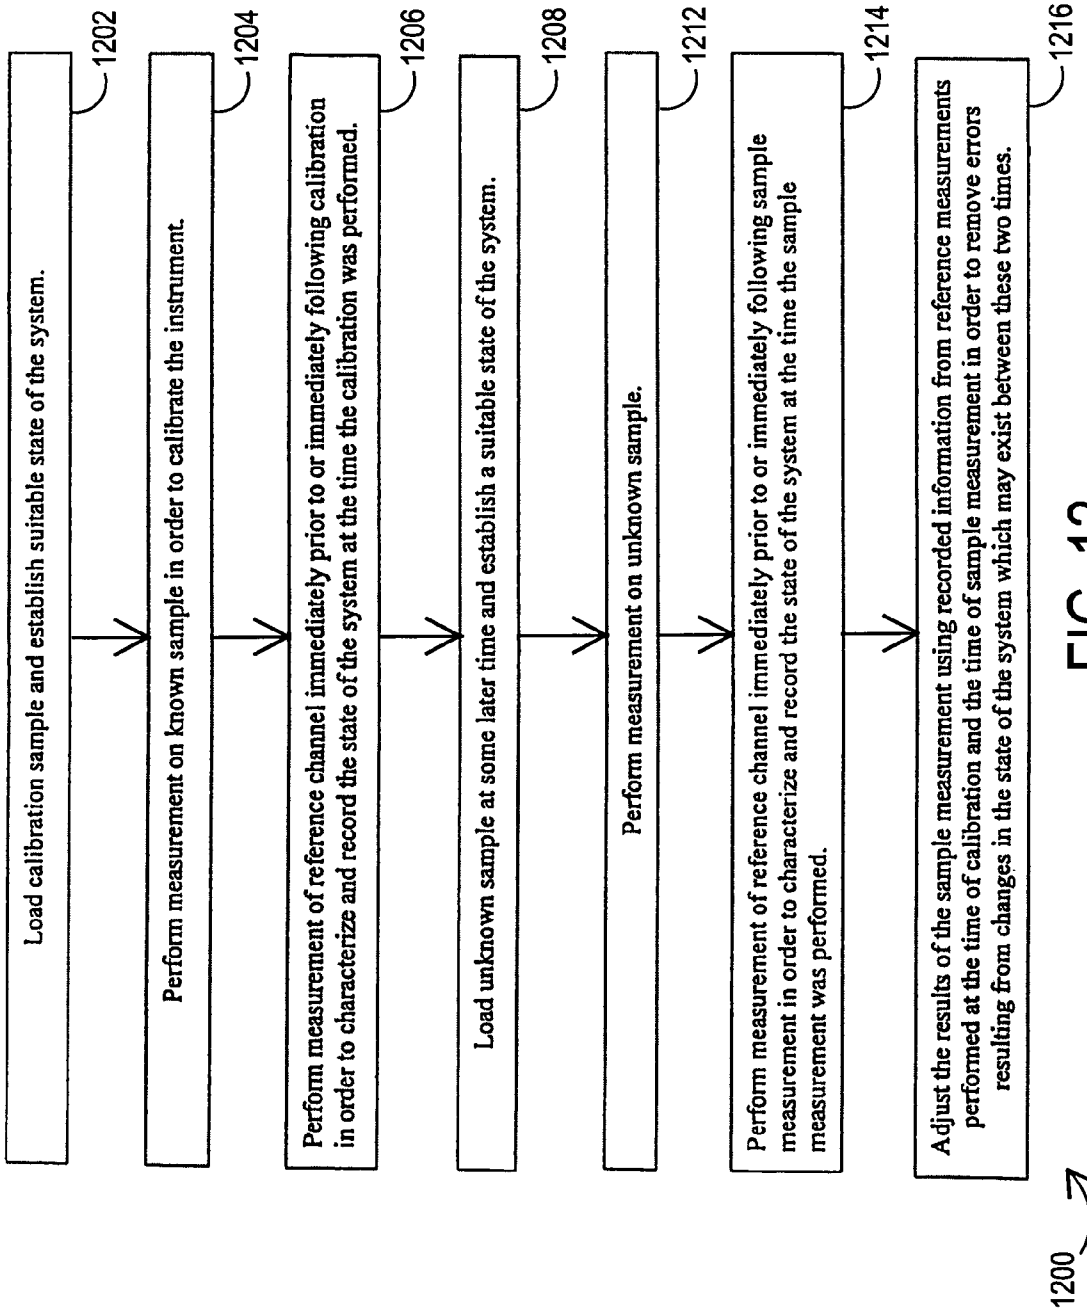 Load calibration sample and establish suitable state of the system.
1202
Perform measurement on known sample in order to calibrate the instrument.
1204
Perform measurement of reference channel immediately prior to or immediately following calibration
in order to characterize and record the state of the system at the time the calibration was performed.
1206
Load unknown sample at some later time and establish a suitable state of the system.
1208
Perform measurement on unknown sample.
1212
Perform measurement of reference channel immediately prior to or immediately following sample
measurement in order to characterize and record the state of the system at the time the sample
measurement was performed.
1214
Adjust the results of the sample measurement using recorded information from reference measurements
performed at the time of calibration and the time of sample measurement in order to remove errors
resulting from changes in the state of the system which may exist between these two times.
1216
1200
FIG. 12